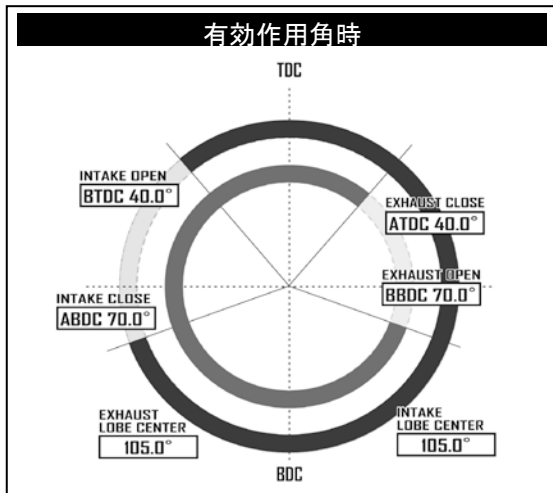 有効作用角時
TDC
INTAKE OPEN
BTDC 40.0°
EXHAUST CLOSE
ATDC 40.0°
EXHAUST OPEN
BBDC 70.0°
INTAKE CLOSE
ABDC 70.0°
EXHAUST
LOBE CENTER
105.0°
INTAKE
LOBE CENTER
105.0°
BDC